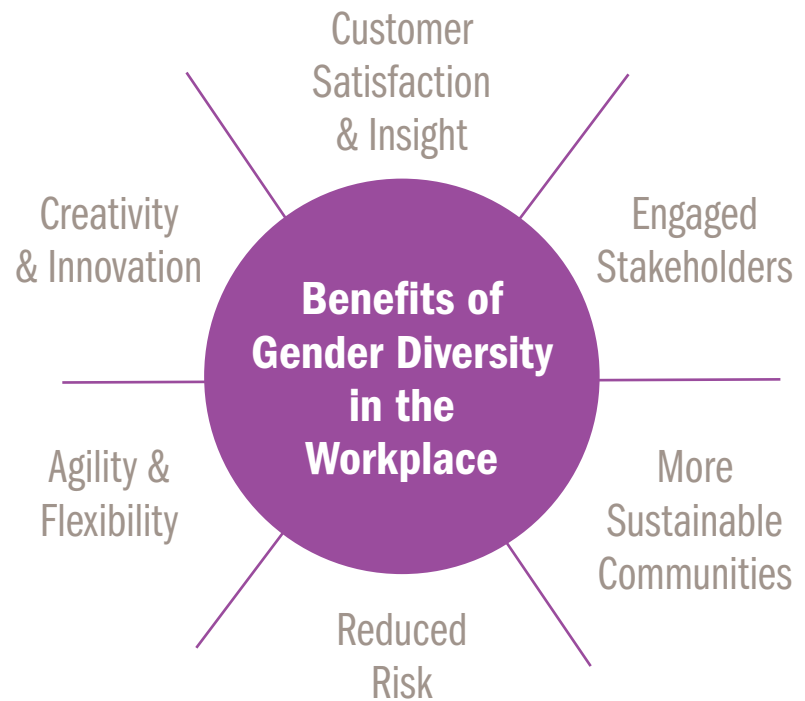 Customer
Satisfaction
& Insight
Engaged
Stakeholders
More
Sustainable
Communities
Reduced
Risk
Agility &
Flexibility
Creativity
& Innovation
Benefits of
Gender Diversity
in the
Workplace